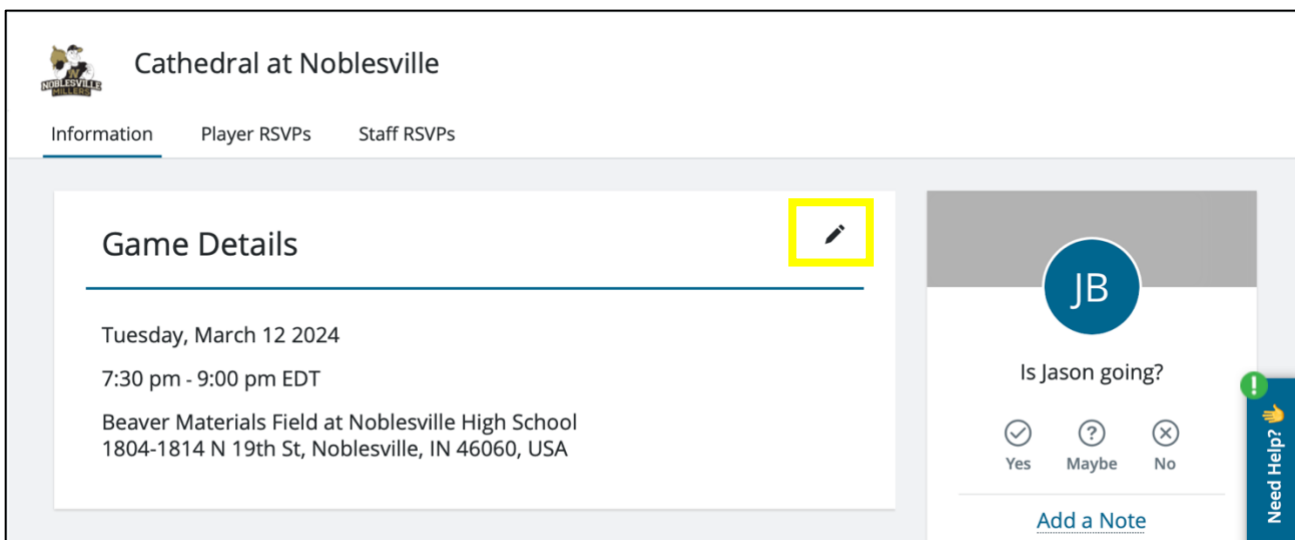 NOBLESVILLE
MILLERS
Cathedral at Noblesville
Information Player RSVPs Staff RSVPs
Game Details
Tuesday, March 12 2024
7:30 pm - 9:00 pm EDT
Beaver Materials Field at Noblesville High School
1804-1814 N 19th St, Noblesville, IN 46060, USA
JB
Is Jason going?
Yes Maybe No
Add a Note
Need Help? 👋